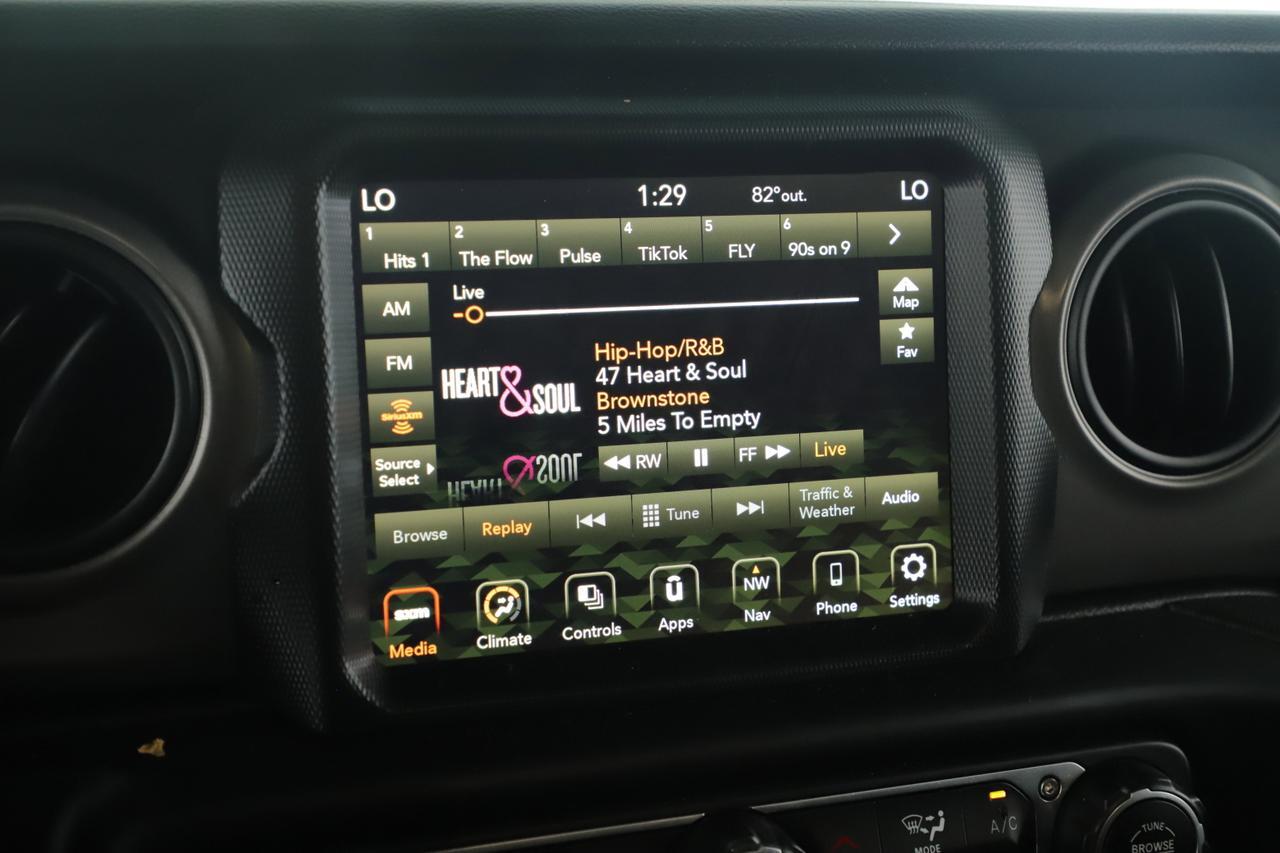 LO 1:29 82° out. LO
1 Hits 1 2 The Flow 3 Pulse 4 TikTok 5 FLY 6 90s on 9
Live
AM
Map
FM
Fav
SiriusXM
HEART & SOUL
Hip-Hop/R&B
47 Heart & Soul
Brownstone
5 Miles To Empty
Source
Select
RW FF Live
Browse Replay Tune Traffic &
Weather Audio
sxm
Media
Climate
Controls
Apps
NW
Nav
Phone
Settings
MODE
A/C
TUNE
BROWSE